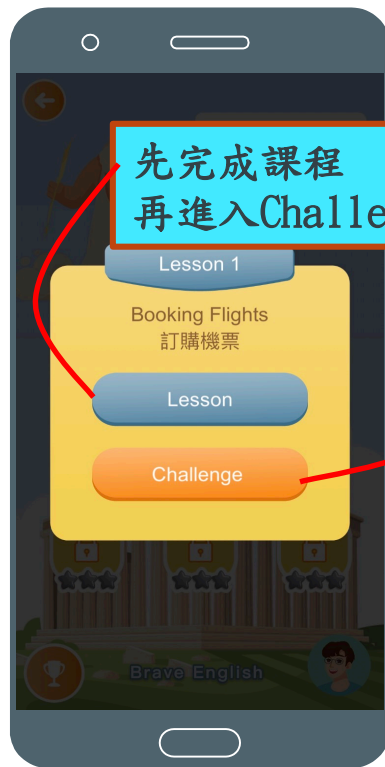 先完成課程
再進入Challe
Lesson 1
Booking Flights
訂購機票
Lesson
Challenge
Brave English